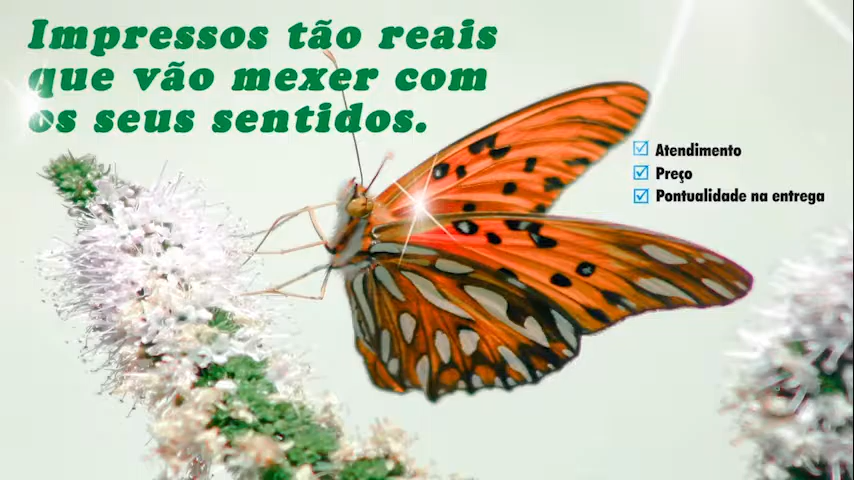 Impressos tão reais
que vão mexer com
os seus sentidos.
Atendimento
Preço
Pontualidade na entrega